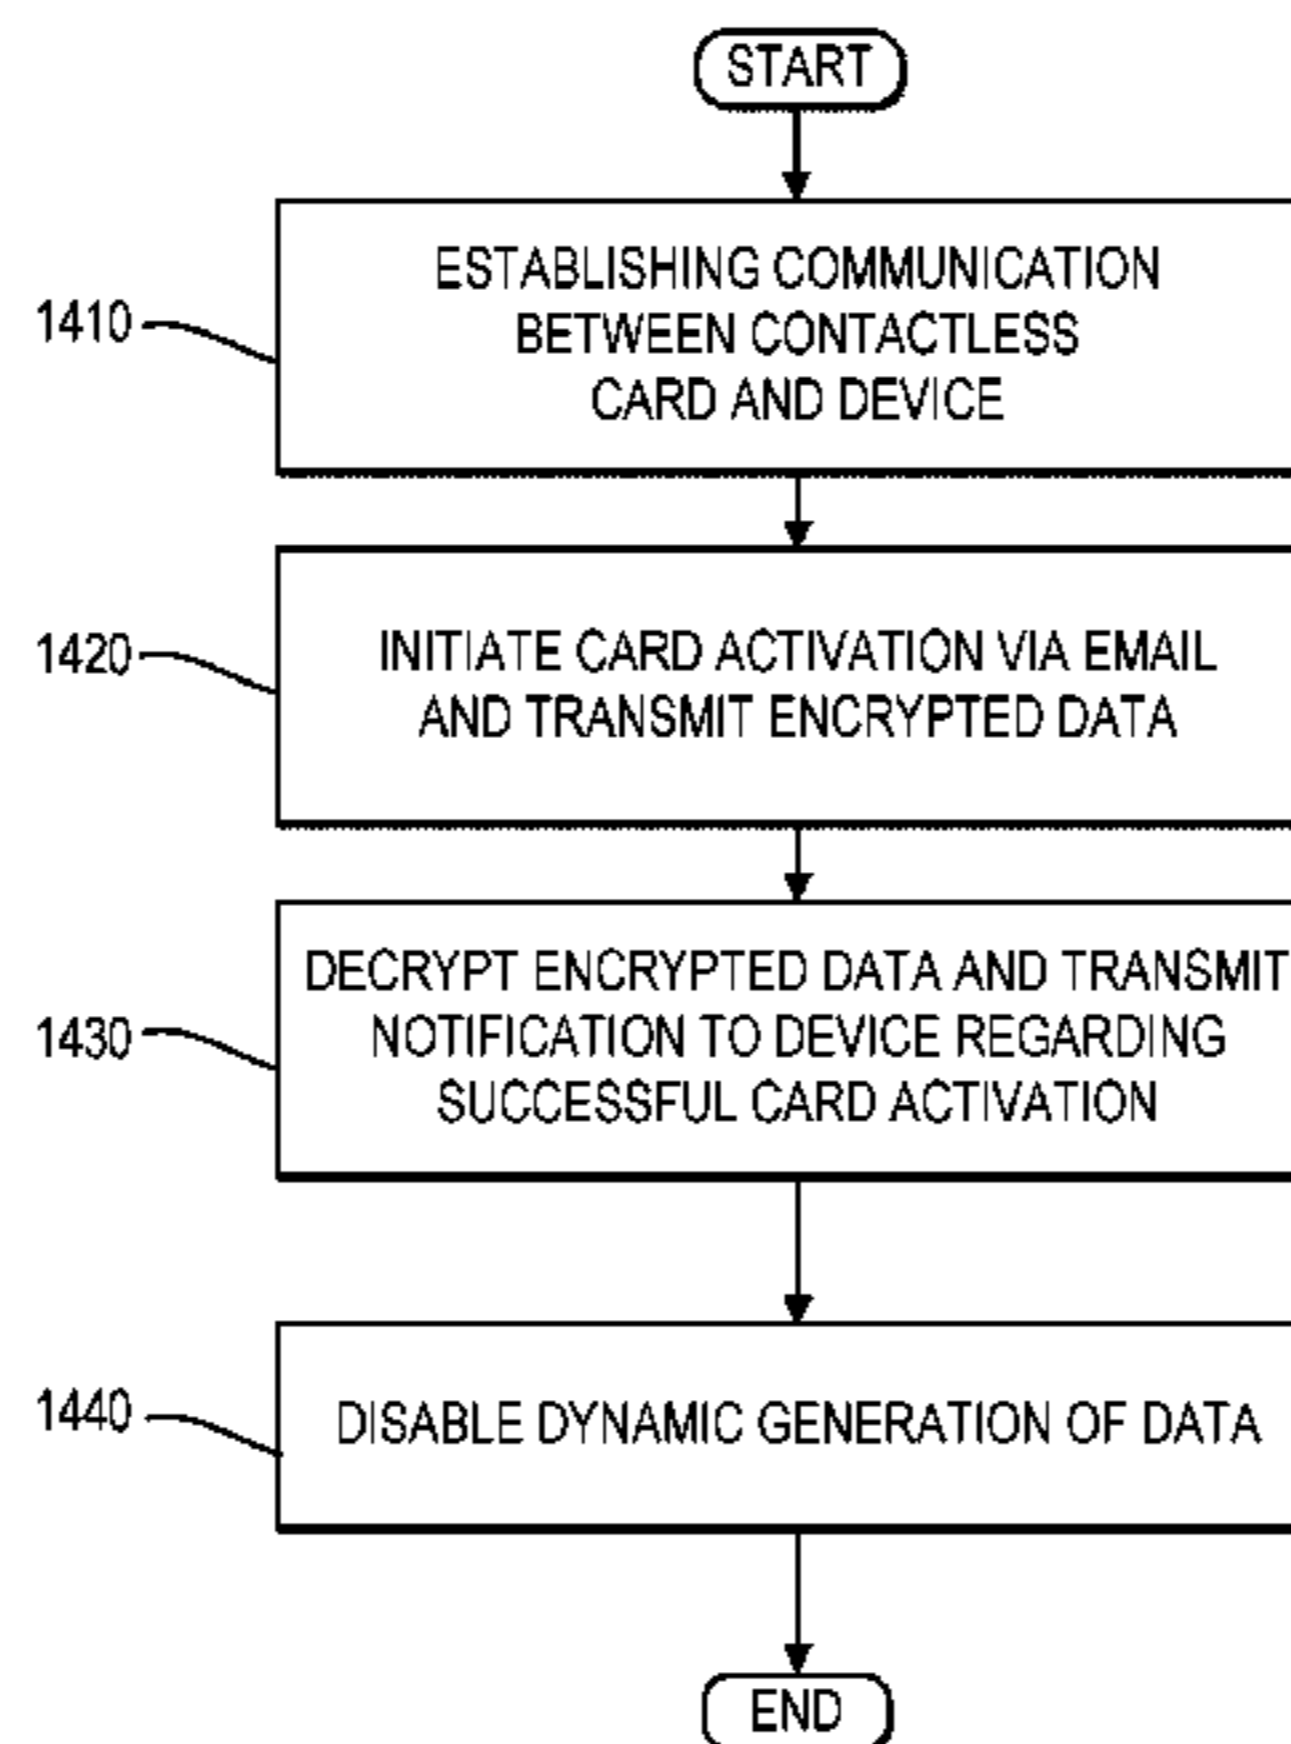 START
1410
ESTABLISHING COMMUNICATION
BETWEEN CONTACTLESS
CARD AND DEVICE
1420
INITIATE CARD ACTIVATION VIA EMAIL
AND TRANSMIT ENCRYPTED DATA
1430
DECRYPT ENCRYPTED DATA AND TRANSMIT
NOTIFICATION TO DEVICE REGARDING
SUCCESSFUL CARD ACTIVATION
1440
DISABLE DYNAMIC GENERATION OF DATA
END